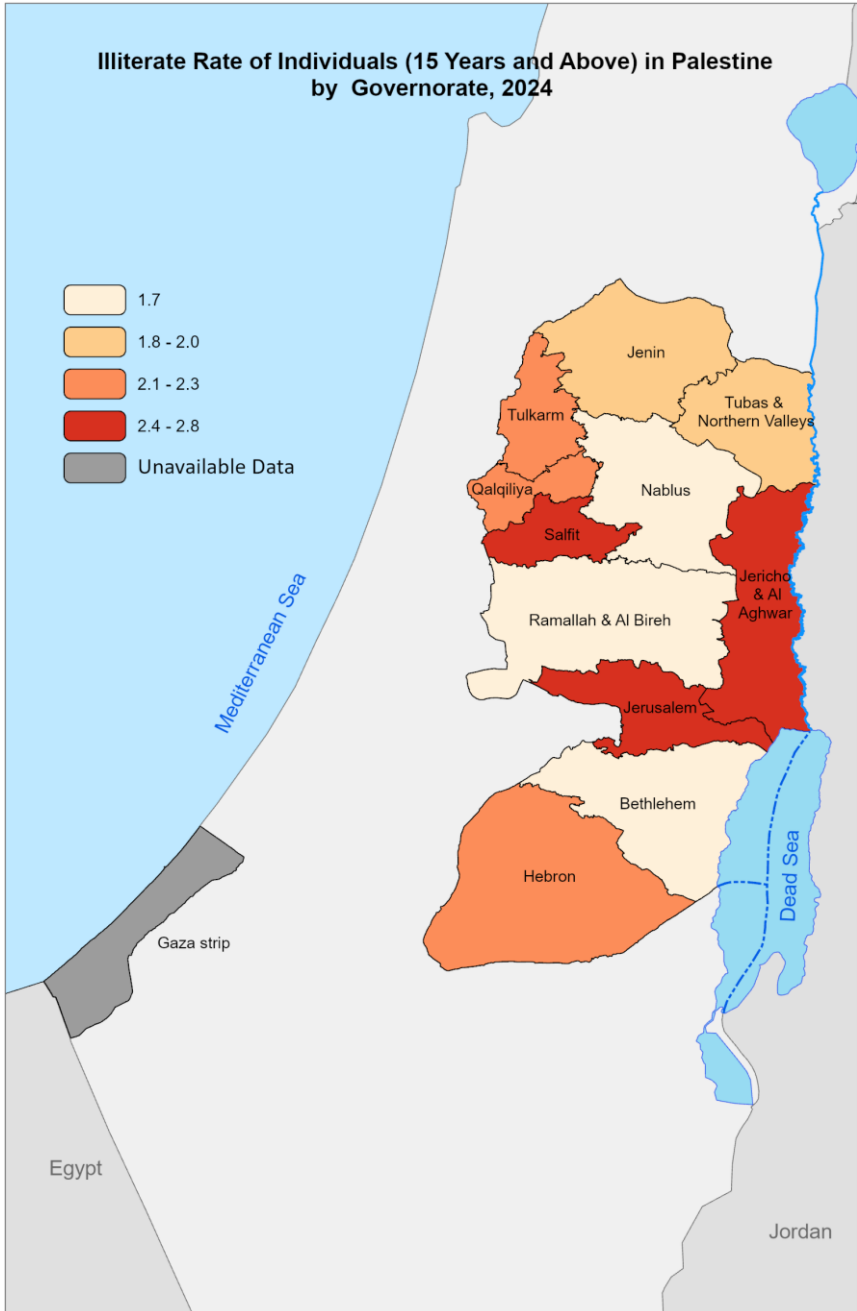 Illiterate Rate of Individuals (15 Years and Above) in Palestine
by Governorate, 2024
1.7
1.8 - 2.0
2.1 - 2.3
2.4 - 2.8
Unavailable Data
Mediterranean Sea
Jenin
Tubas &
Northern Valleys
Tulkarm
Nablus
Qalqiliya
Salfit
Jericho
& Al
Aghwar
Ramallah & Al Bireh
Jerusalem
Bethlehem
Hebron
Dead Sea
Gaza strip
Egypt
Jordan